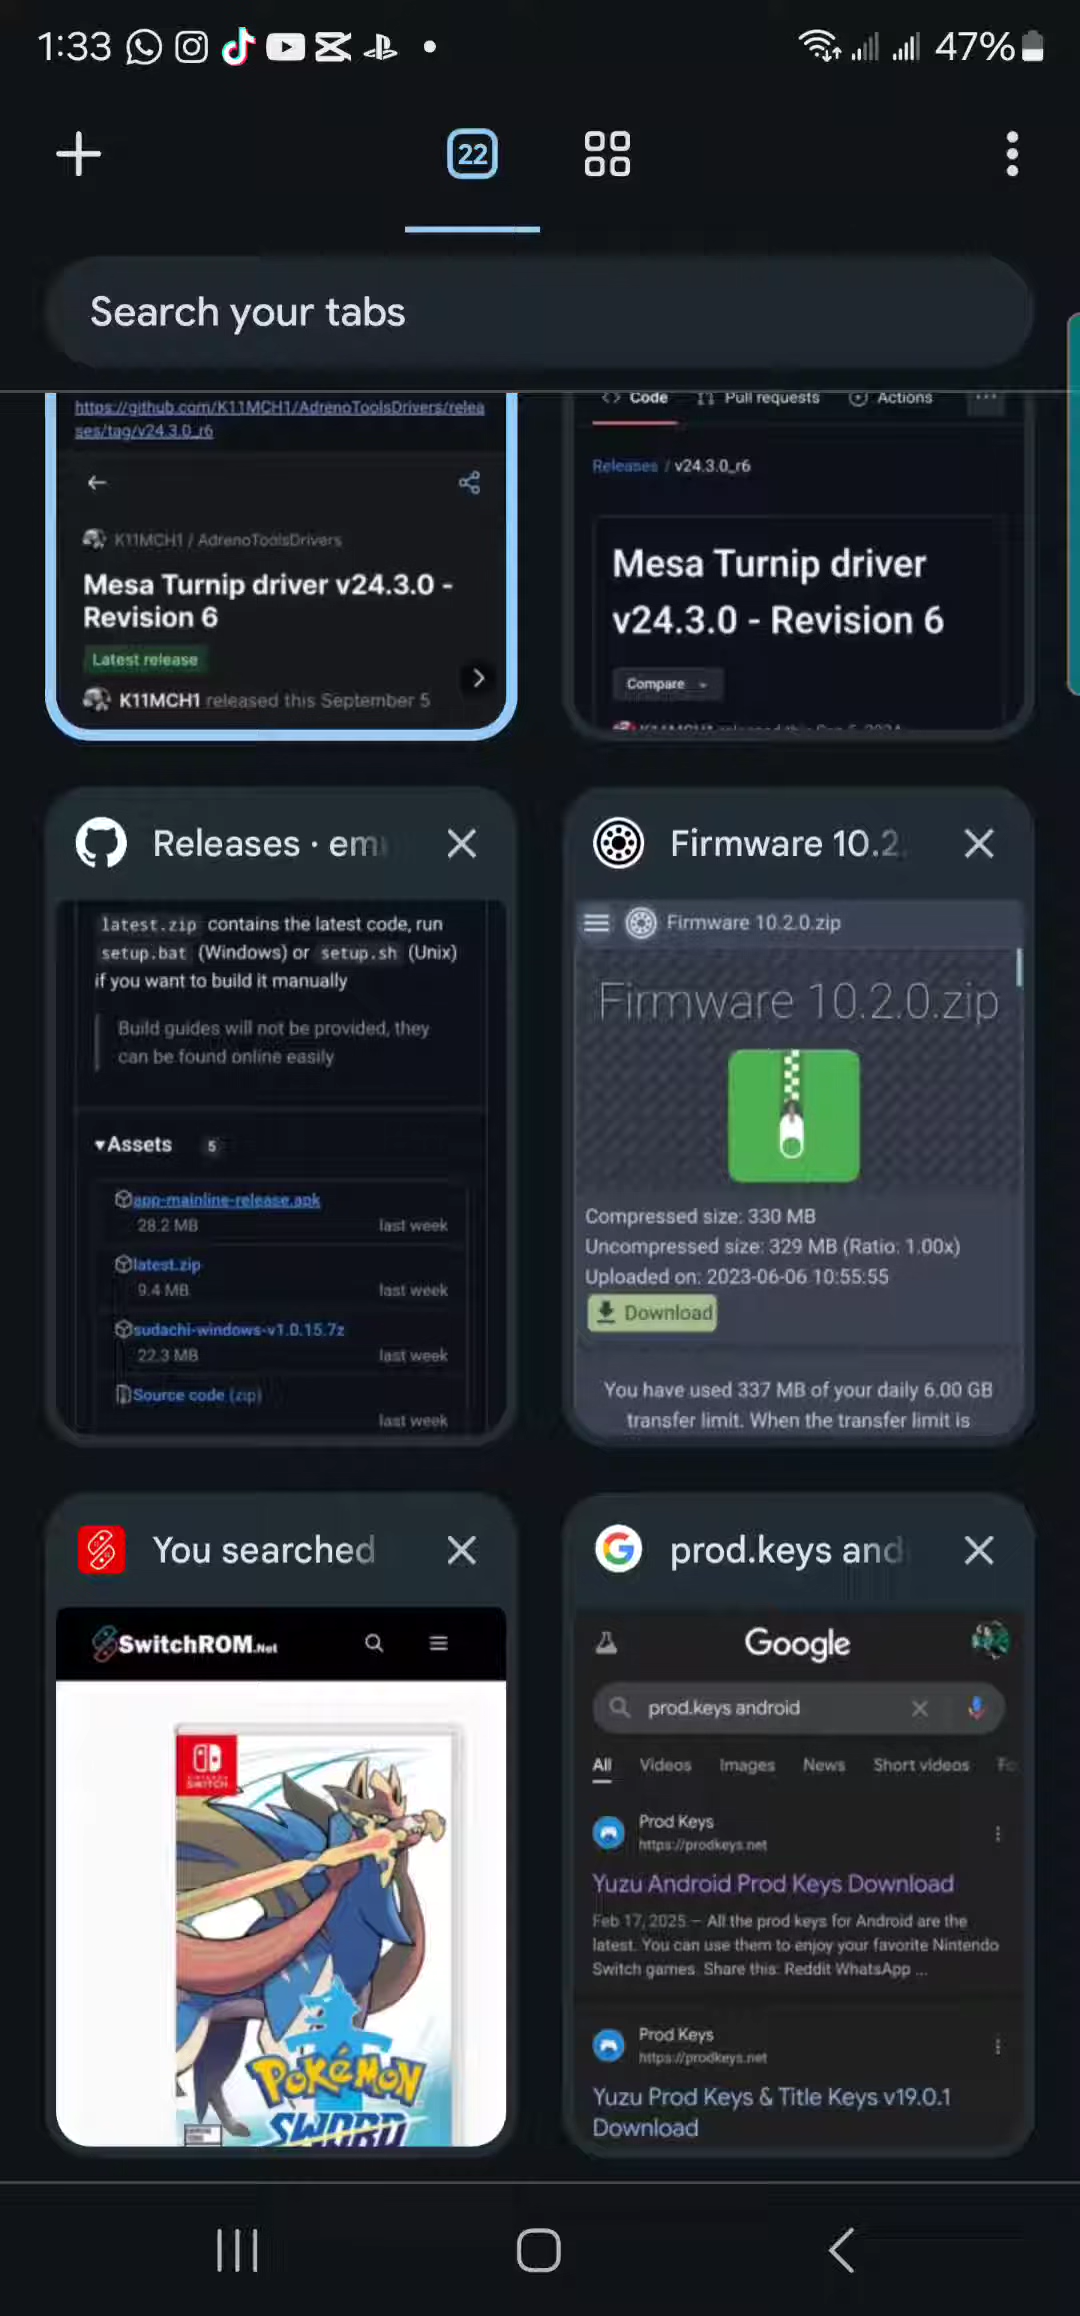 1:33
47%
22
Search your tabs
https://github.com/K11MCH1/AdrenoToolsDrivers/relea
ses/tag/v24.3.0_r6
K11MCH1 / AdrenoToolsDrivers
Mesa Turnip driver v24.3.0 -
Revision 6
Latest release
K11MCH1 released this September 5
Code
Pull requests
Actions
Releases / v24.3.0_r6
Mesa Turnip driver
v24.3.0 - Revision 6
Compare
Releases · em
latest.zip contains the latest code, run
setup.bat (Windows) or setup.sh (Unix)
if you want to build it manually
Build guides will not be provided, they
can be found online easily
Assets 5
app-mainline-release.apk
28.2 MB last week
latest.zip
9.4 MB last week
sudachi-windows-v1.0.15.7z
22.3 MB last week
Source code (zip)
last week
Firmware 10.2
Firmware 10.2.0.zip
Firmware 10.2.0.zip
Compressed size: 330 MB
Uncompressed size: 329 MB (Ratio: 1.00x)
Uploaded on: 2023-06-06 10:55:55
Download
You have used 337 MB of your daily 6.00 GB
transfer limit. When the transfer limit is
You searched
SwitchROM.Net
NINTENDO
SWITCH
POKéMON
SWORD
prod.keys and
Google
prod.keys android
All Videos Images News Short videos Fo
Prod Keys
https://prodkeys.net
Yuzu Android Prod Keys Download
Feb 17, 2025 — All the prod keys for Android are the
latest. You can use them to enjoy your favorite Nintendo
Switch games. Share this: Reddit WhatsApp ...
Prod Keys
https://prodkeys.net
Yuzu Prod Keys & Title Keys v19.0.1
Download